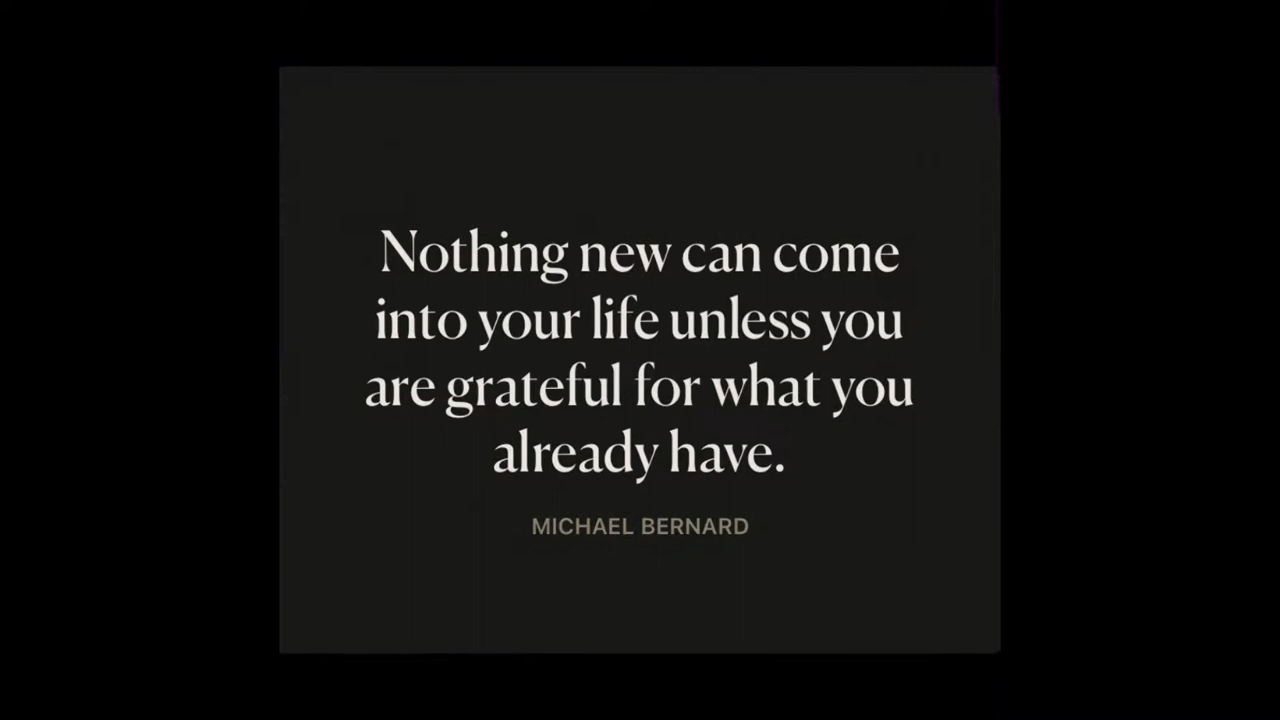 Nothing new can come
into your life unless you
are grateful for what you
already have.
MICHAEL BERNARD